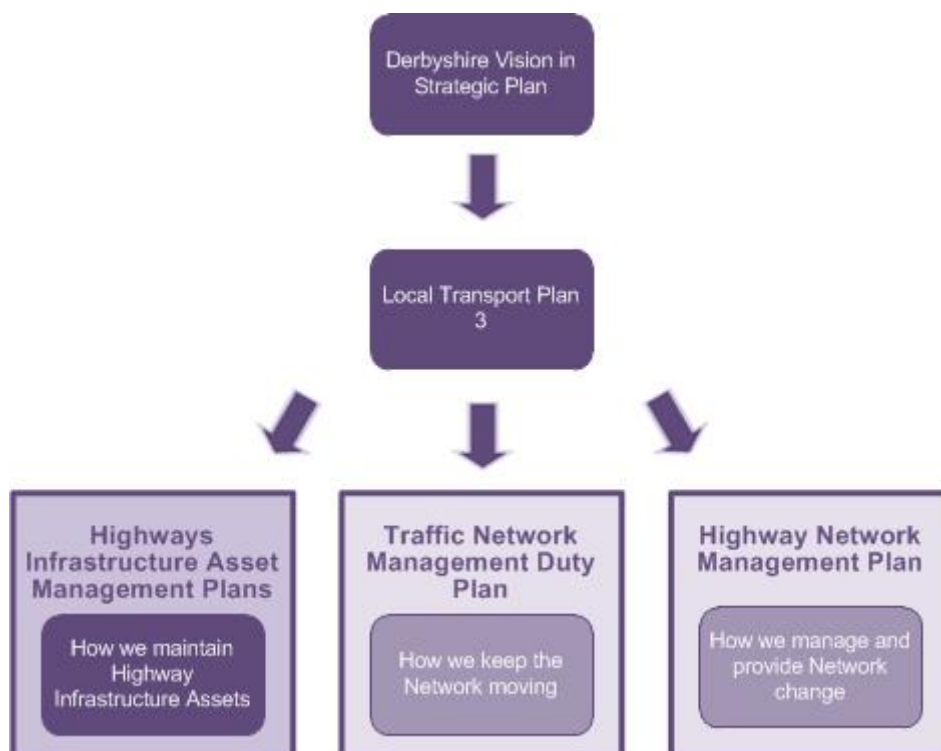 Derbyshire Vision in
Strategic Plan
Local Transport Plan
3
Highways
Infrastructure Asset
Management Plans
How we maintain
Highway
Infrastructure Assets
Traffic Network
Management Duty
Plan
How we keep the
Network moving
Highway Network
Management Plan
How we manage and
provide Network
change